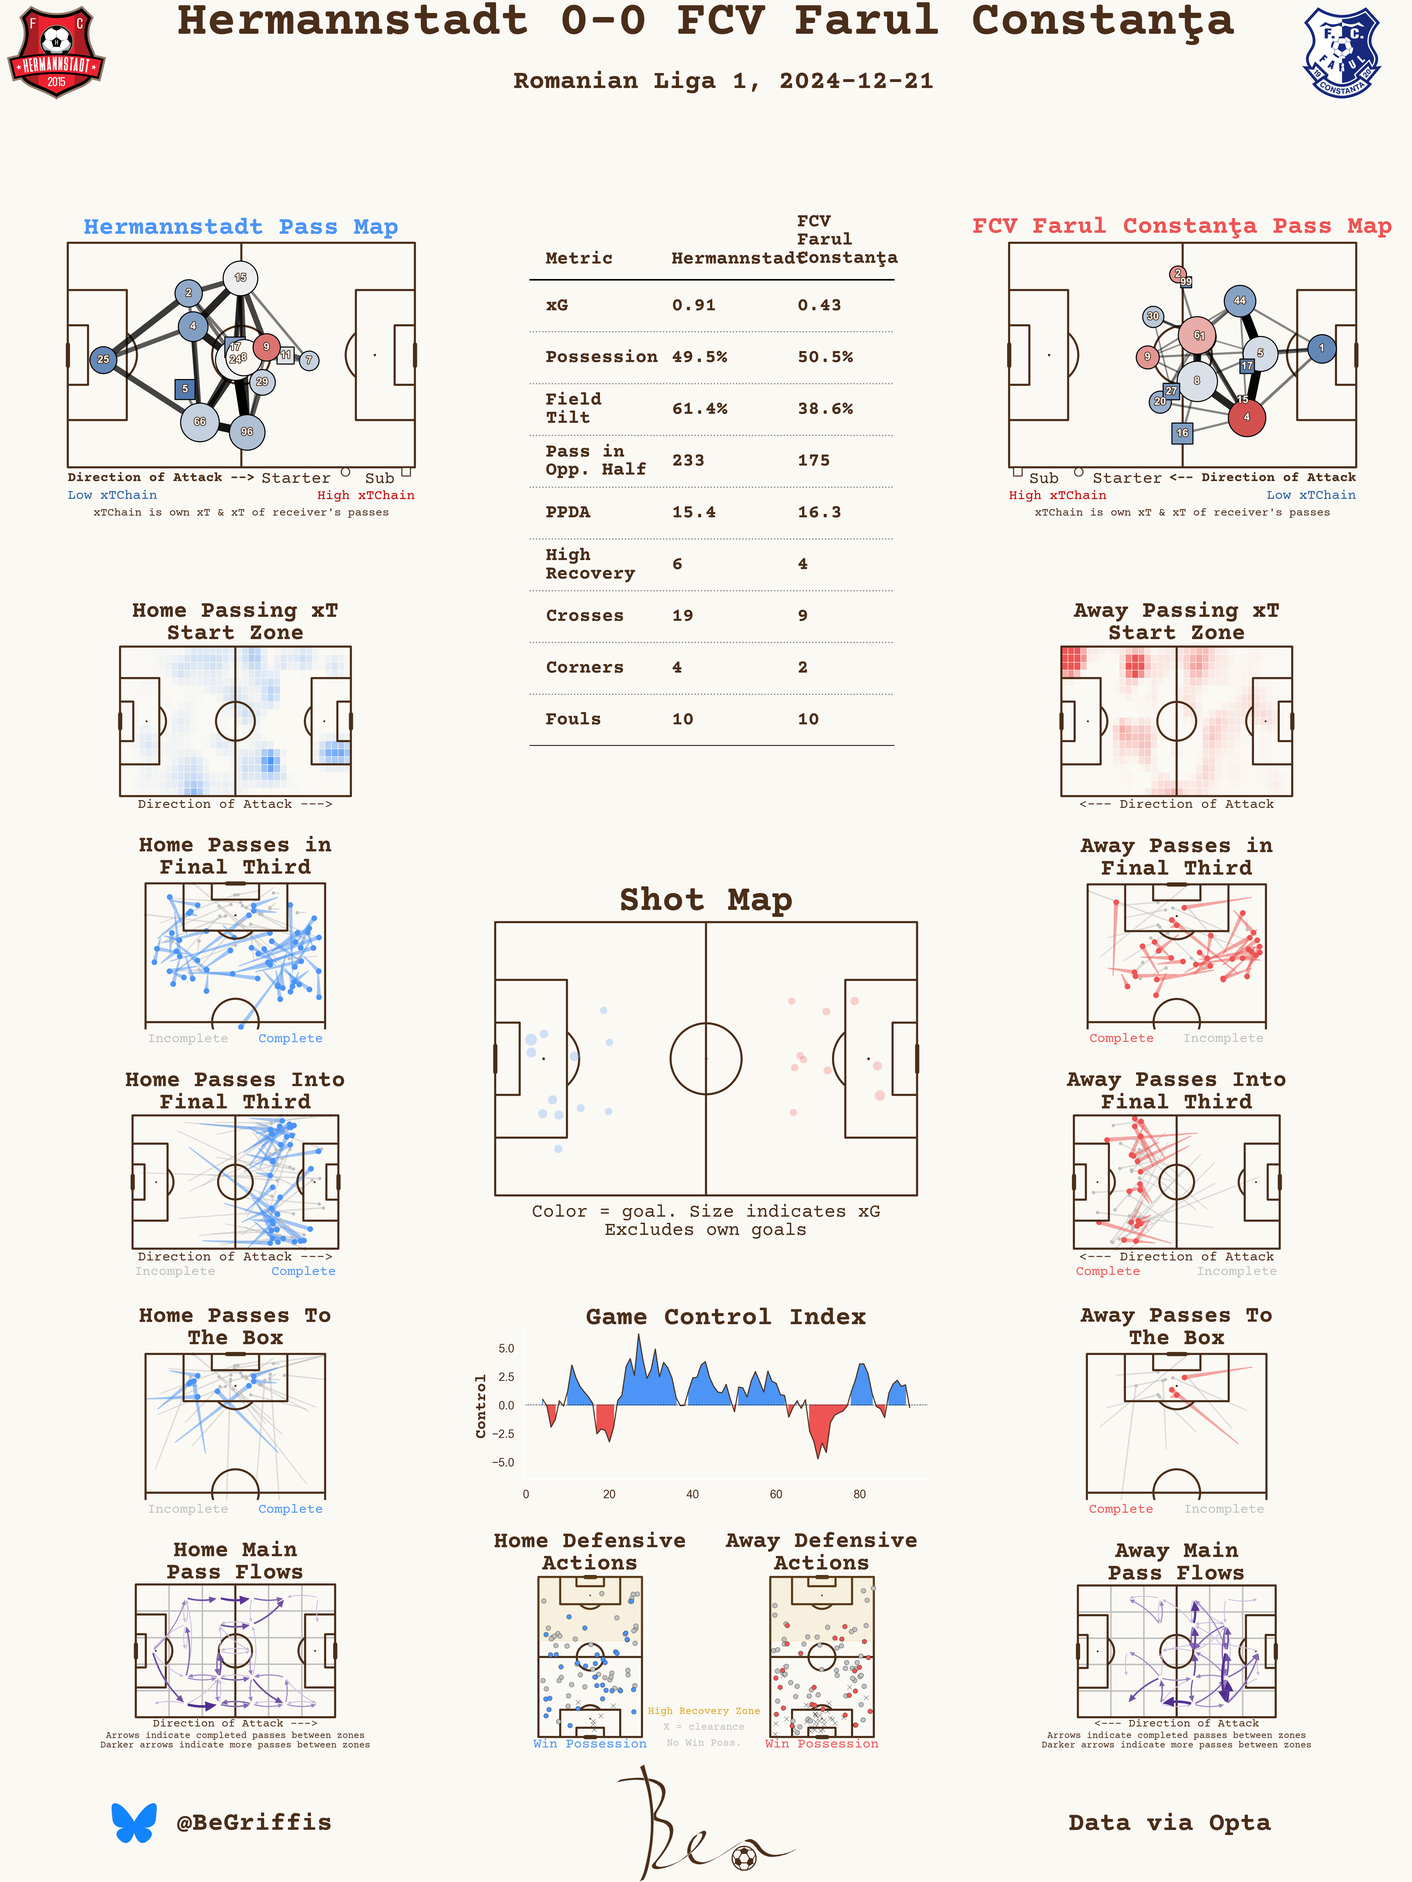 Hermannstadt 0-0 FCV Farul Constanţa
Romanian Liga 1, 2024-12-21
F C
HERMANNSTADT
2015
F. C.
FARUL
19 CONSTANTA 20
Hermannstadt Pass Map
25
2
4
15
17
24
8
9
11
7
29
5
66
96
Direction of Attack --> Starter Sub
Low xTChain High xTChain
xTChain is own xT & xT of receiver's passes
FCV
Farul
Metric Hermannstadt Constanţa
xG 0.91 0.43
Possession 49.5% 50.5%
Field
Tilt 61.4% 38.6%
Pass in
Opp. Half 233 175
PPDA 15.4 16.3
High
Recovery 6 4
Crosses 19 9
Corners 4 2
Fouls 10 10
FCV Farul Constanţa Pass Map
2
99
44
30
61
9
5
1
17
8
27
20
15
4
16
Sub Starter <-- Direction of Attack
High xTChain Low xTChain
xTChain is own xT & xT of receiver's passes
Home Passing xT
Start Zone
Direction of Attack --->
Away Passing xT
Start Zone
<--- Direction of Attack
Home Passes in
Final Third
Incomplete Complete
Away Passes in
Final Third
Complete Incomplete
Shot Map
Color = goal. Size indicates xG
Excludes own goals
Home Passes Into
Final Third
Direction of Attack --->
Incomplete Complete
Away Passes Into
Final Third
<--- Direction of Attack
Complete Incomplete
Home Passes To
The Box
Incomplete Complete
Game Control Index
Control
5.0
2.5
0.0
−2.5
−5.0
0 20 40 60 80
Away Passes To
The Box
Complete Incomplete
Home Main
Pass Flows
Direction of Attack --->
Arrows indicate completed passes between zones
Darker arrows indicate more passes between zones
Home Defensive
Actions
Win Possession
High Recovery Zone
X = clearance
No Win Poss.
Away Defensive
Actions
Win Possession
Away Main
Pass Flows
<--- Direction of Attack
Arrows indicate completed passes between zones
Darker arrows indicate more passes between zones
@BeGriffis
Ben
Data via Opta